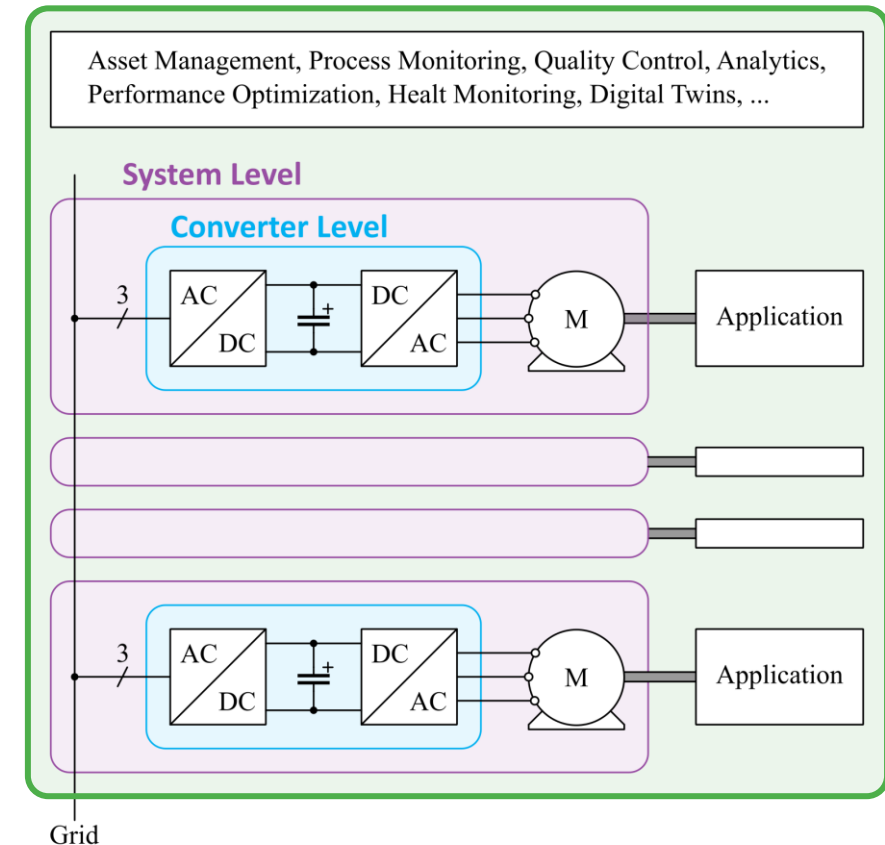 Asset Management, Process Monitoring, Quality Control, Analytics,
Performance Optimization, Healt Monitoring, Digital Twins, ...
System Level
Converter Level
3
AC
DC
+
DC
AC
M
Application
3
AC
DC
+
DC
AC
M
Application
Grid